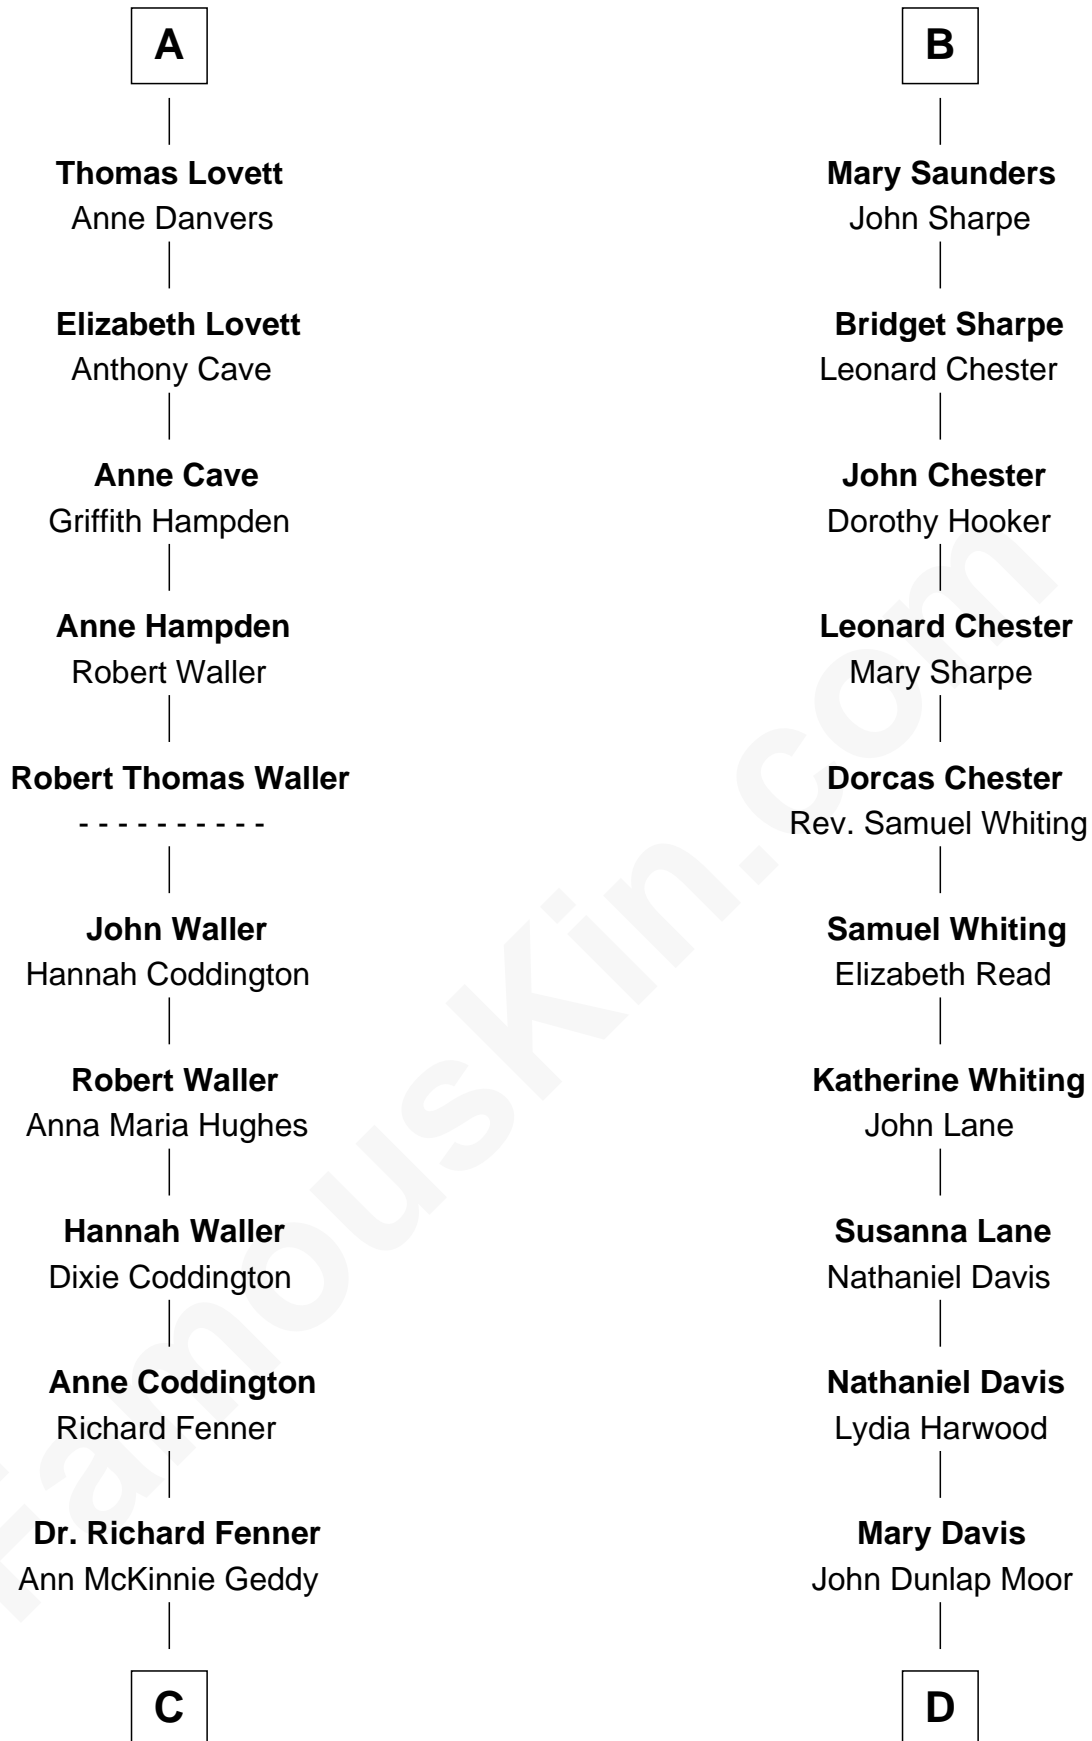 A
Thomas Lovett
Anne Danvers
Elizabeth Lovett
Anthony Cave
Anne Cave
Griffith Hampden
Anne Hampden
Robert Waller
Robert Thomas Waller
- - - - - - - - - -
John Waller
Hannah Coddington
Robert Waller
Anna Maria Hughes
Hannah Waller
Dixie Coddington
Anne Coddington
Richard Fenner
Dr. Richard Fenner
Ann McKinnie Geddy
C
B
Mary Saunders
John Sharpe
Bridget Sharpe
Leonard Chester
John Chester
Dorothy Hooker
Leonard Chester
Mary Sharpe
Dorcas Chester
Rev. Samuel Whiting
Samuel Whiting
Elizabeth Read
Katherine Whiting
John Lane
Susanna Lane
Nathaniel Davis
Nathaniel Davis
Lydia Harwood
Mary Davis
John Dunlap Moor
D
FamousKin.com